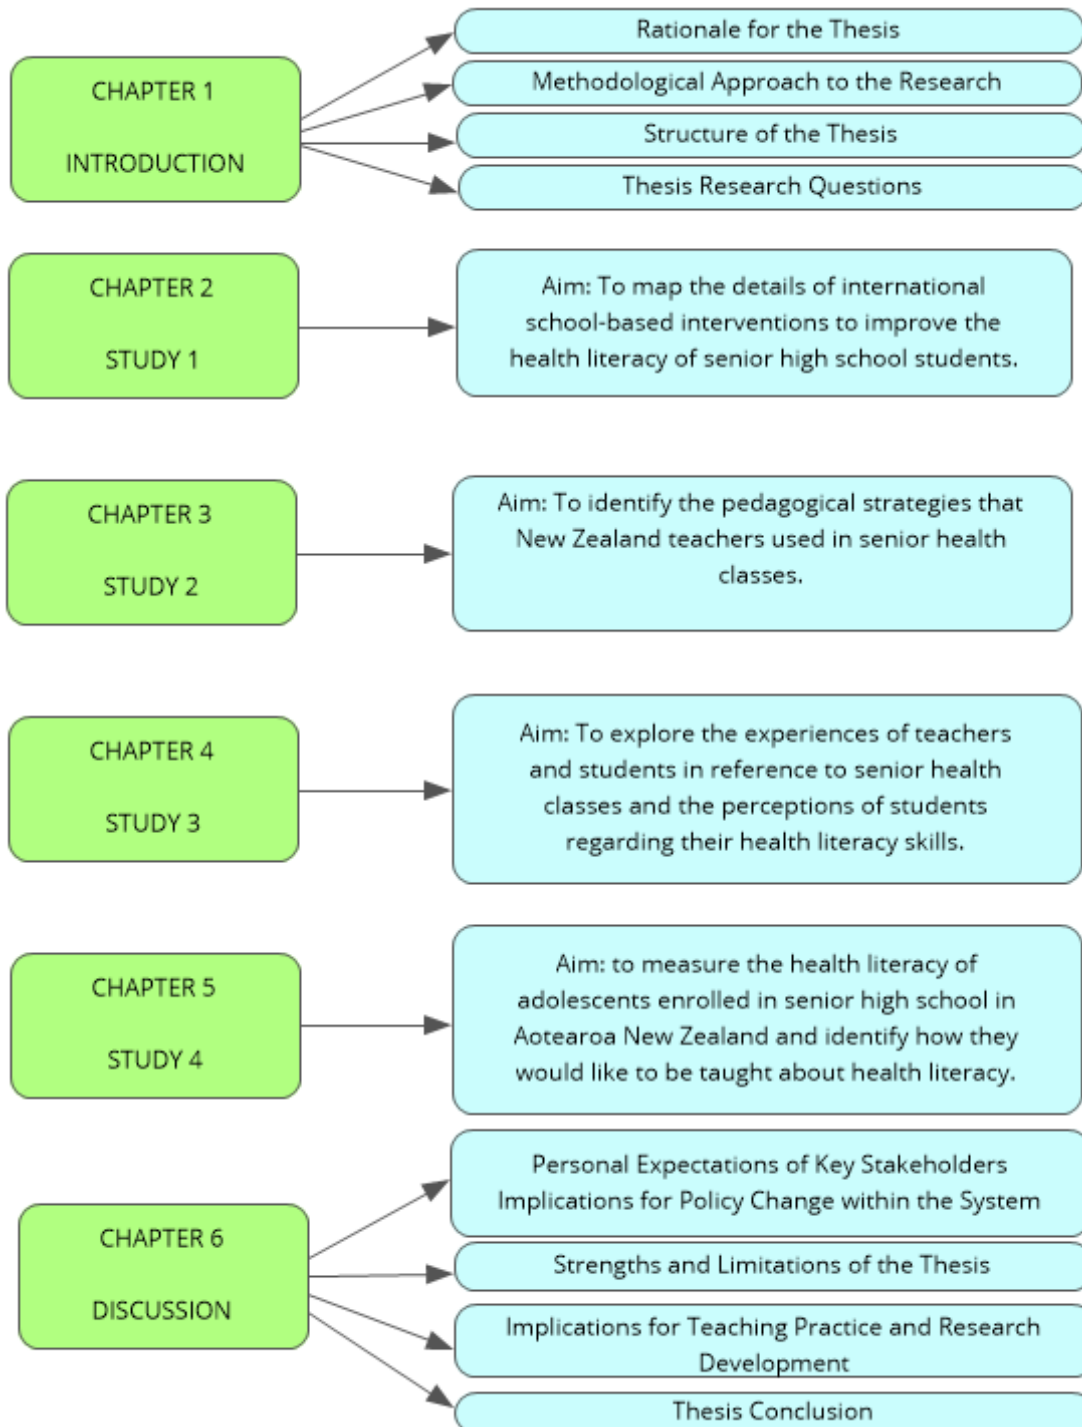 CHAPTER 1
INTRODUCTION
Rationale for the Thesis
Methodological Approach to the Research
Structure of the Thesis
Thesis Research Questions
CHAPTER 2
STUDY 1
Aim: To map the details of international
school-based interventions to improve the
health literacy of senior high school students.
CHAPTER 3
STUDY 2
Aim: To identify the pedagogical strategies that
New Zealand teachers used in senior health
classes.
CHAPTER 4
STUDY 3
Aim: To explore the experiences of teachers
and students in reference to senior health
classes and the perceptions of students
regarding their health literacy skills.
CHAPTER 5
STUDY 4
Aim: to measure the health literacy of
adolescents enrolled in senior high school in
Aotearoa New Zealand and identify how they
would like to be taught about health literacy.
CHAPTER 6
DISCUSSION
Personal Expectations of Key Stakeholders
Implications for Policy Change within the System
Strengths and Limitations of the Thesis
Implications for Teaching Practice and Research
Development
Thesis Conclusion